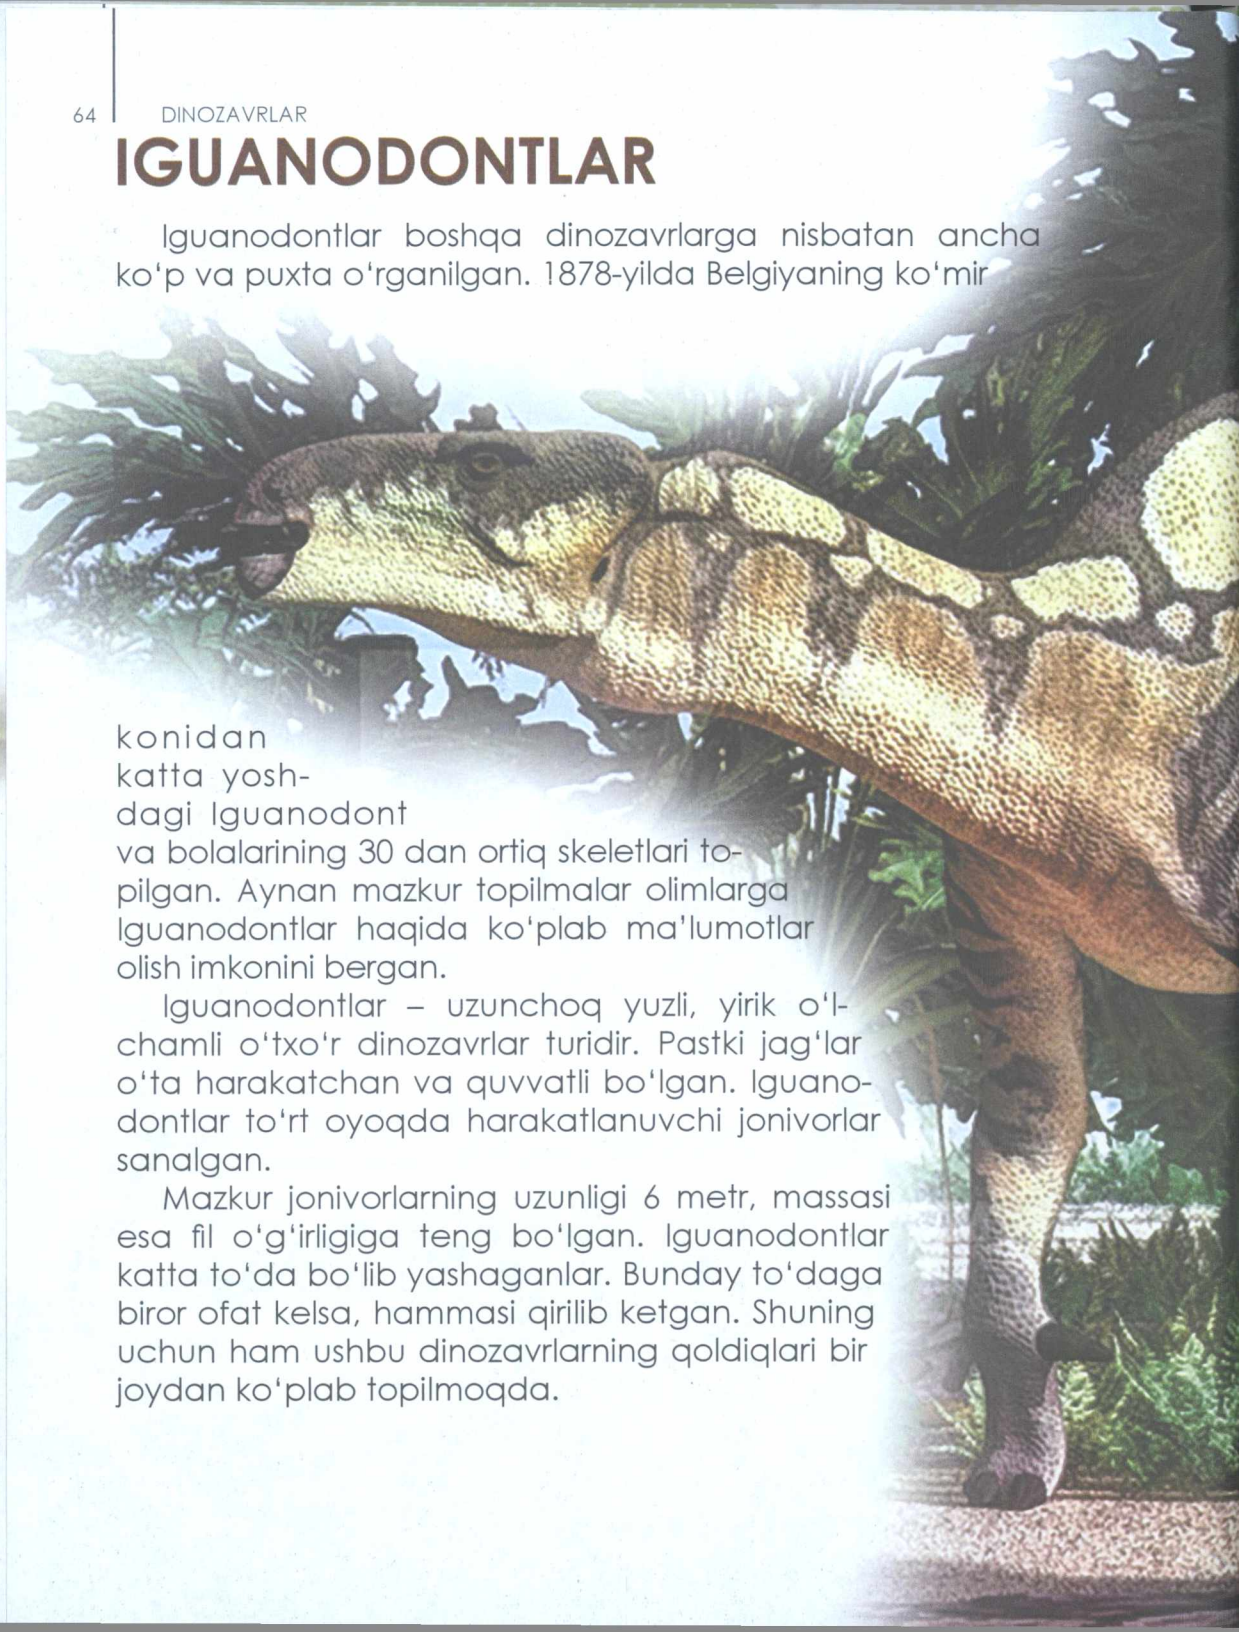 64 DINOZAVRLAR
IGUANODONTLAR
Iguanodontlar boshqa dinozavrlarga nisbatan ancha
ko‘p va puxta o‘rganilgan. 1878-yilda Belgiyaning ko‘mir
konidan
katta yosh-
dagi Iguanodont
va bolalarining 30 dan ortiq skeletlari to-
pilgan. Aynan mazkur topilmalar olimlarga
Iguanodontlar haqida ko‘plab ma’lumotlar
olish imkonini bergan.
Iguanodontlar – uzunchoq yuzli, yirik o‘l-
chamli o‘txo‘r dinozavrlar turidir. Pastki jag‘lar
o‘ta harakatchan va quvvatli bo‘lgan. Iguano-
dontlar to‘rt oyoqda harakatlanuvchi jonivorlar
sanalgan.
Mazkur jonivorlarning uzunligi 6 metr, massasi
esa fil o‘g‘irligiga teng bo‘lgan. Iguanodontlar
katta to‘da bo‘lib yashaganlar. Bunday to‘daga
biror ofat kelsa, hammasi qirilib ketgan. Shuning
uchun ham ushbu dinozavrlarning qoldiqlari bir
joydan ko‘plab topilmoqda.